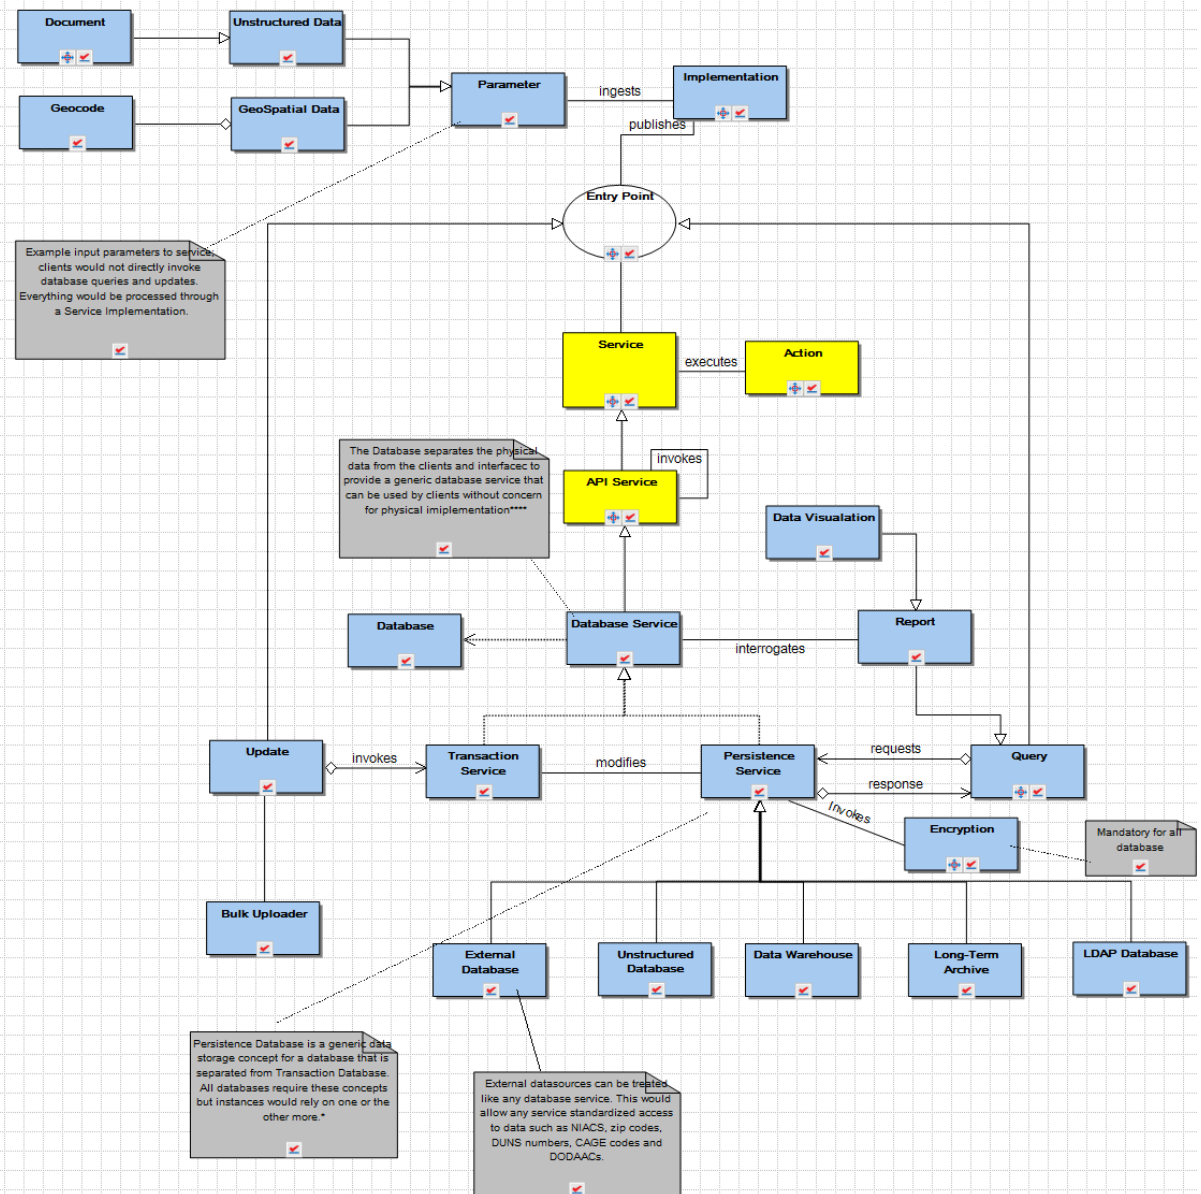 Document
Unstructured Data
Parameter
ingests
Implementation
Geocode
GeoSpatial Data
publishes
Entry Point
Example input parameters to service;
clients would not directly invoke
database queries and updates.
Everything would be processed through
a Service Implementation.
Service
executes
Action
The Database separates the physical
data from the clients and interfacec to
provide a generic database service that
can be used by clients without concern
for physical imiplementation****
invokes
API Service
Data Visualation
Database
Database Service
interrogates
Report
Update
invokes
Transaction
Service
modifies
Persistence
Service
requests
response
Query
Invokes
Encryption
Mandatory for all
database
Bulk Uploader
External
Database
Unstructured
Database
Data Warehouse
Long-Term
Archive
LDAP Database
Persistence Database is a generic data
storage concept for a database that is
separated from Transaction Database.
All databases require these concepts
but instances would rely on one or the
other more.*
External datasources can be treated
like any database service. This would
allow any service standardized access
to data such as NIACS, zip codes,
DUNS numbers, CAGE codes and
DODAACs.